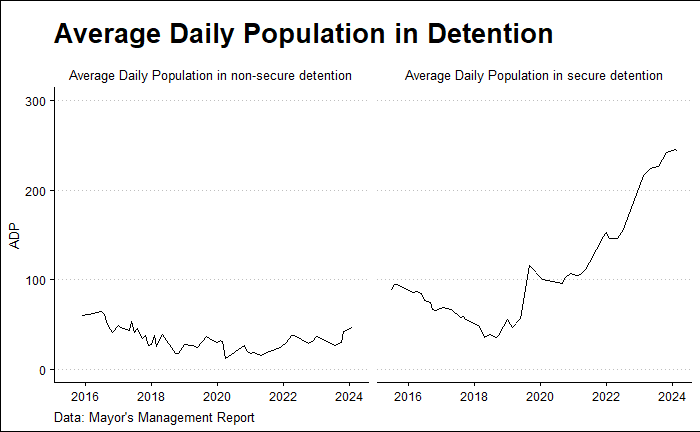 Average Daily Population in Detention
Average Daily Population in non-secure detention
Average Daily Population in secure detention
300
200
100
0
ADP
2016 2018 2020 2022 2024
2016 2018 2020 2022 2024
Data: Mayor's Management Report